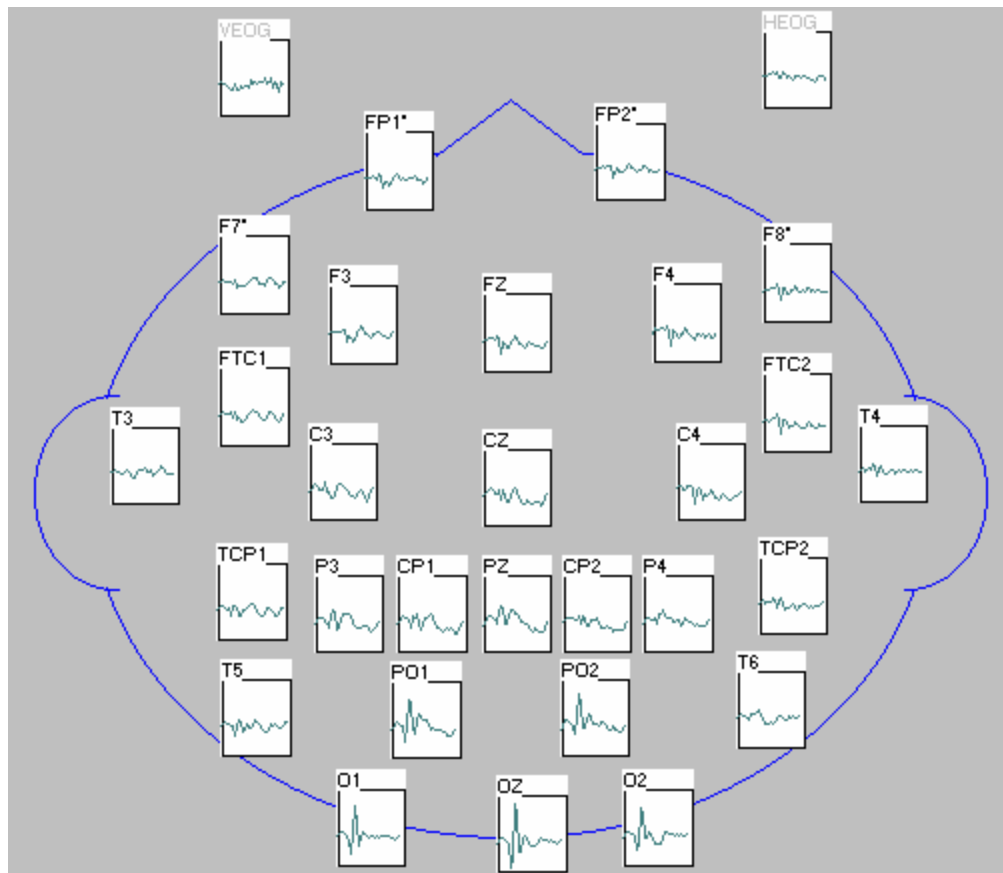 VEOG
HEOG
FP1"
FP2"
F7"
F8"
F3
FZ
F4
FTC1
FTC2
T3
C3
CZ
C4
T4
TCP1
P3
CP1
PZ
CP2
P4
TCP2
T5
PO1
PO2
T6
O1
OZ
O2